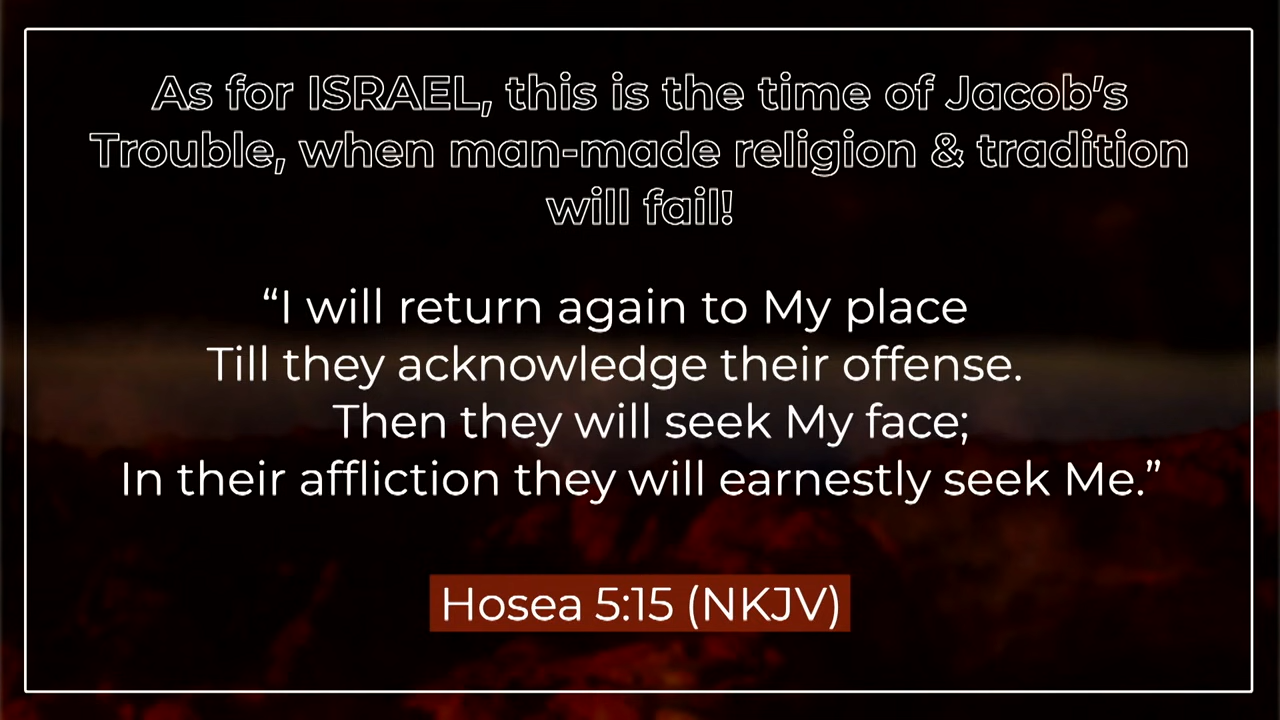 As for ISRAEL, this is the time of Jacob's
Trouble, when man-made religion & tradition
will fail!
“I will return again to My place
Till they acknowledge their offense.
Then they will seek My face;
In their affliction they will earnestly seek Me.”
Hosea 5:15 (NKJV)